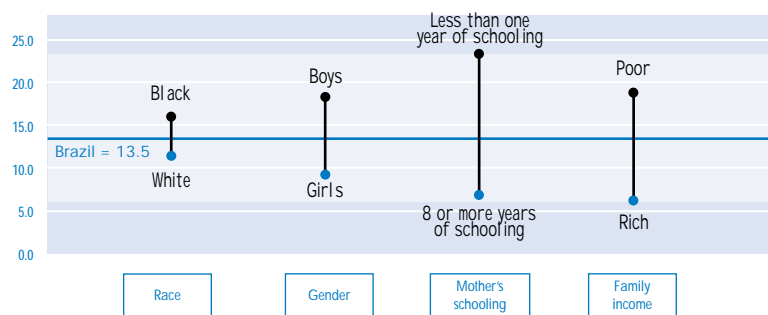 Less than one
year of schooling
25.0
Boys
Poor
20.0
Black
15.0
Brazil = 13.5
10.0
White
Girls
8 or more years
of schooling
5.0
Rich
0.0
Race
Gender
Mother's
schooling
Family
income